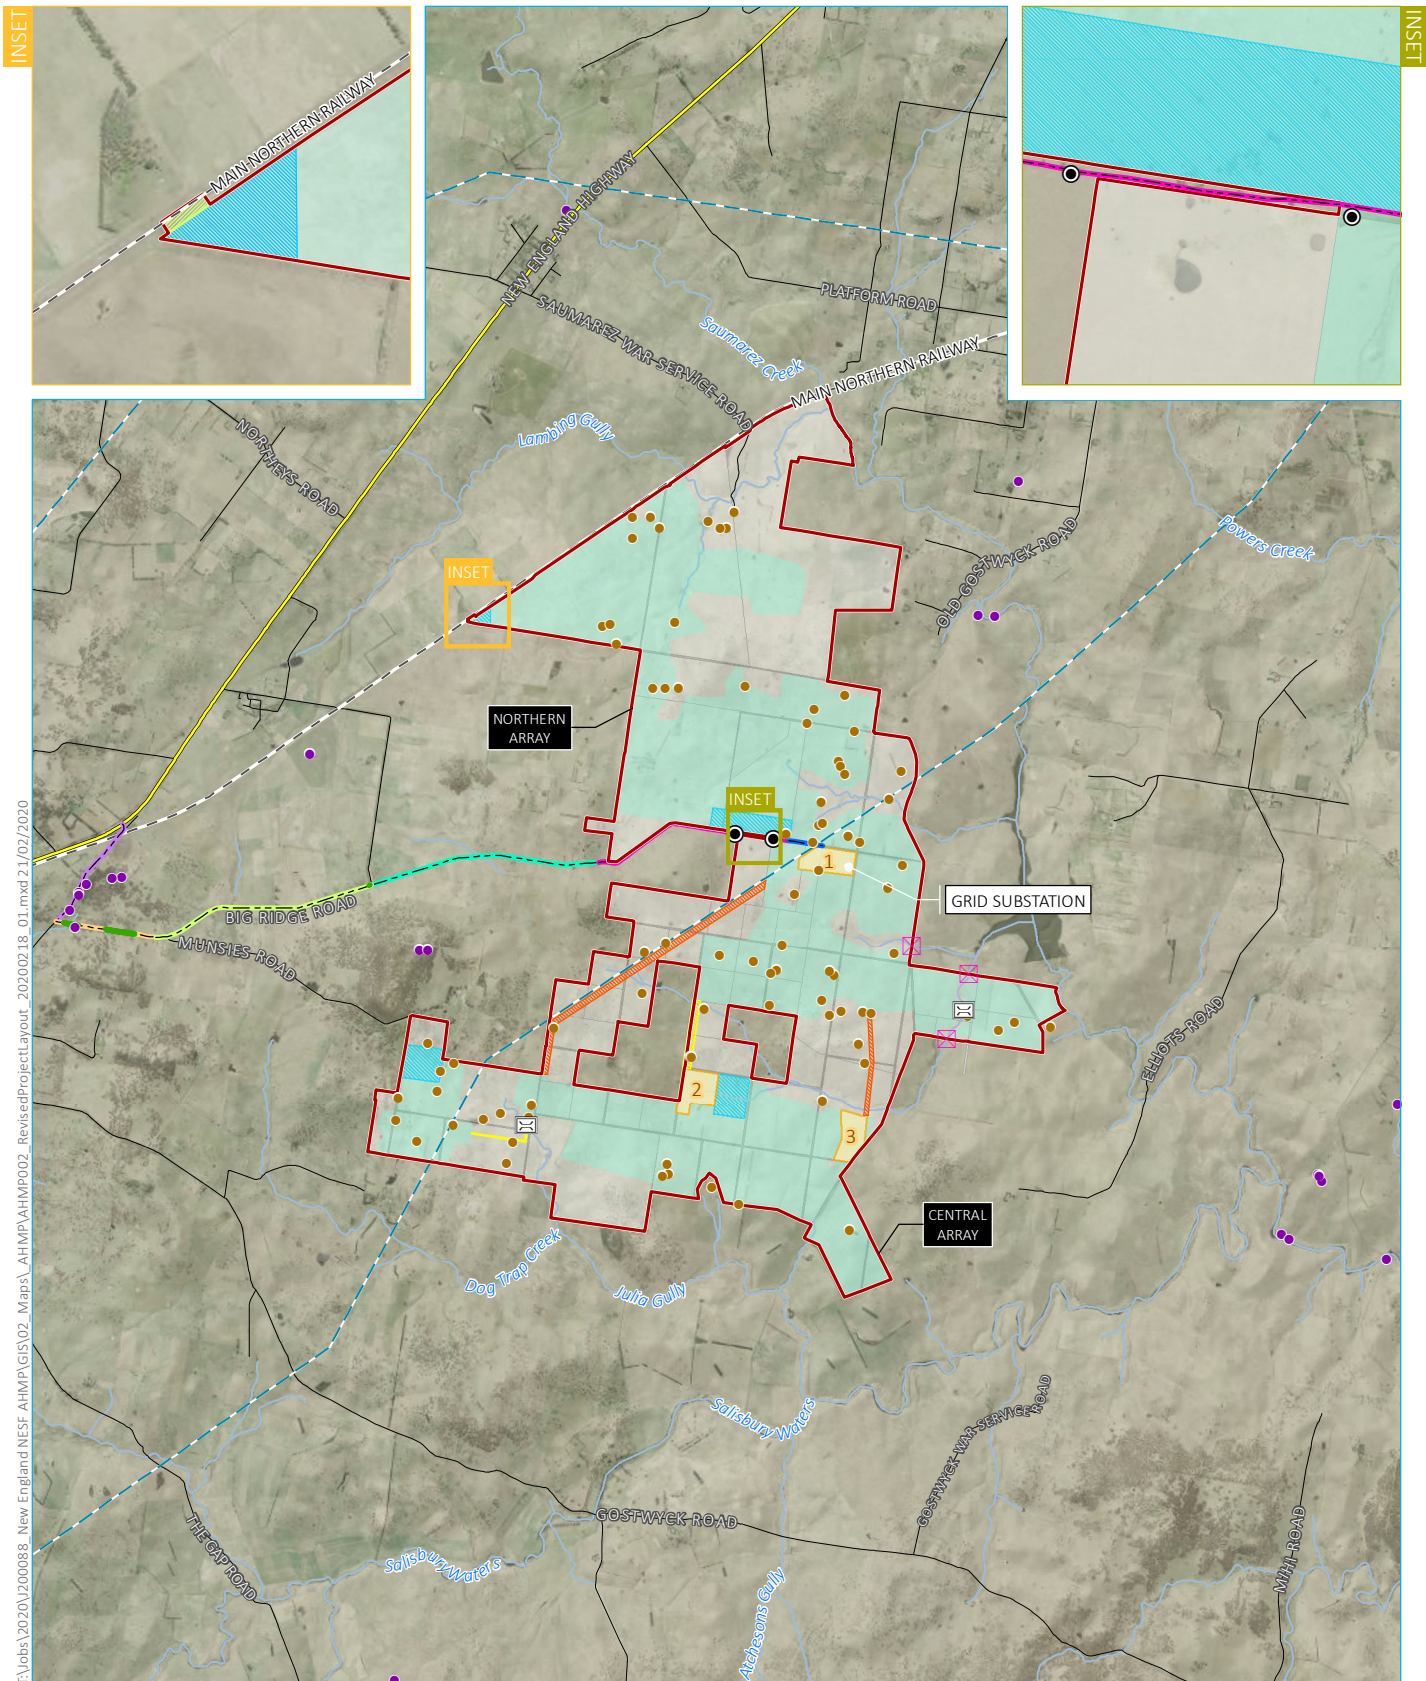 INSET
INSET
MAIN NORTHERN RAILWAY
NEW ENGLAND HIGHWAY
PLATFORM ROAD
SAUMAREZ WAR SERVICE ROAD
Saumarez Creek
MAIN NORTHERN RAILWAY
Lambing Gully
NORTHEYS ROAD
Powers Creek
OLD GOSTWYCK ROAD
INSET
NORTHERN
ARRAY
INSET
1
GRID SUBSTATION
BIG RIDGE ROAD
MUNSIES ROAD
ELLIOTS ROAD
2
3
CENTRAL
ARRAY
Dog Trap Creek
Julia Gully
Salisbury Waters
GOSTWYCK WAR SERVICE ROAD
GOSTWYCK ROAD
THE GAP ROAD
Salisbury Waters
MIHI ROAD
Atchesons Gully
T:\Jobs\2020\J200088_New England NESF AHMP\GIS\02_Maps\_AHMP\AHMP002_RevisedProjectLayout_20200218_01.mxd 21/02/2020